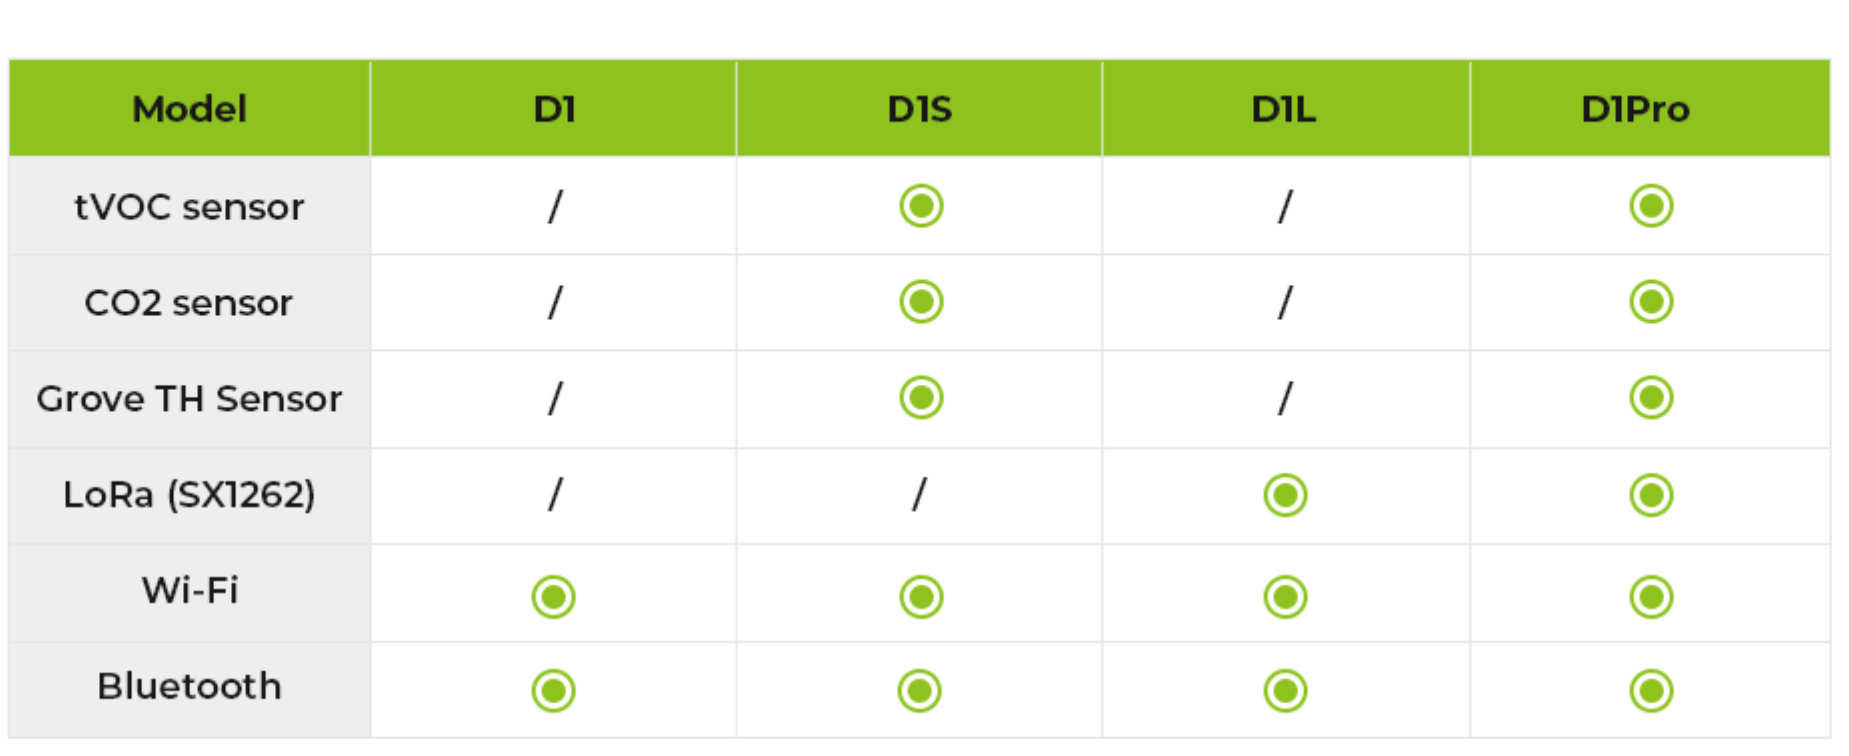 Model D1 D1S D1L D1Pro
tVOC sensor / /
CO2 sensor / /
Grove TH Sensor / /
LoRa (SX1262) / /
Wi-Fi
Bluetooth